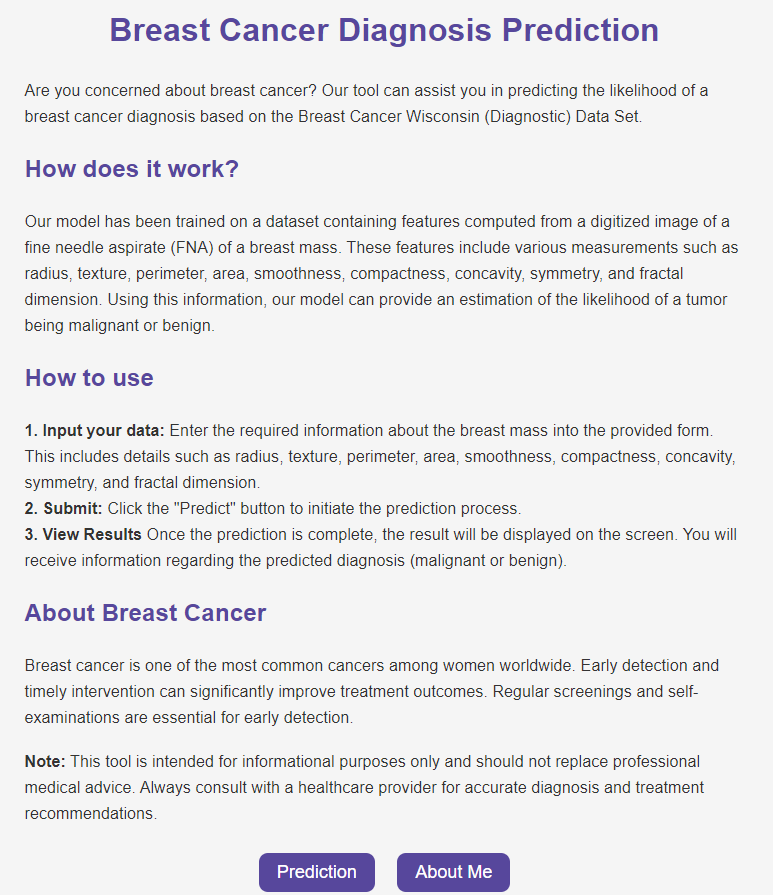 Breast Cancer Diagnosis Prediction
Are you concerned about breast cancer? Our tool can assist you in predicting the likelihood of a
breast cancer diagnosis based on the Breast Cancer Wisconsin (Diagnostic) Data Set.
How does it work?
Our model has been trained on a dataset containing features computed from a digitized image of a
fine needle aspirate (FNA) of a breast mass. These features include various measurements such as
radius, texture, perimeter, area, smoothness, compactness, concavity, symmetry, and fractal
dimension. Using this information, our model can provide an estimation of the likelihood of a tumor
being malignant or benign.
How to use
1. Input your data: Enter the required information about the breast mass into the provided form.
This includes details such as radius, texture, perimeter, area, smoothness, compactness, concavity,
symmetry, and fractal dimension.
2. Submit: Click the "Predict" button to initiate the prediction process.
3. View Results Once the prediction is complete, the result will be displayed on the screen. You will
receive information regarding the predicted diagnosis (malignant or benign).
About Breast Cancer
Breast cancer is one of the most common cancers among women worldwide. Early detection and
timely intervention can significantly improve treatment outcomes. Regular screenings and self-
examinations are essential for early detection.
Note: This tool is intended for informational purposes only and should not replace professional
medical advice. Always consult with a healthcare provider for accurate diagnosis and treatment
recommendations.
Prediction About Me